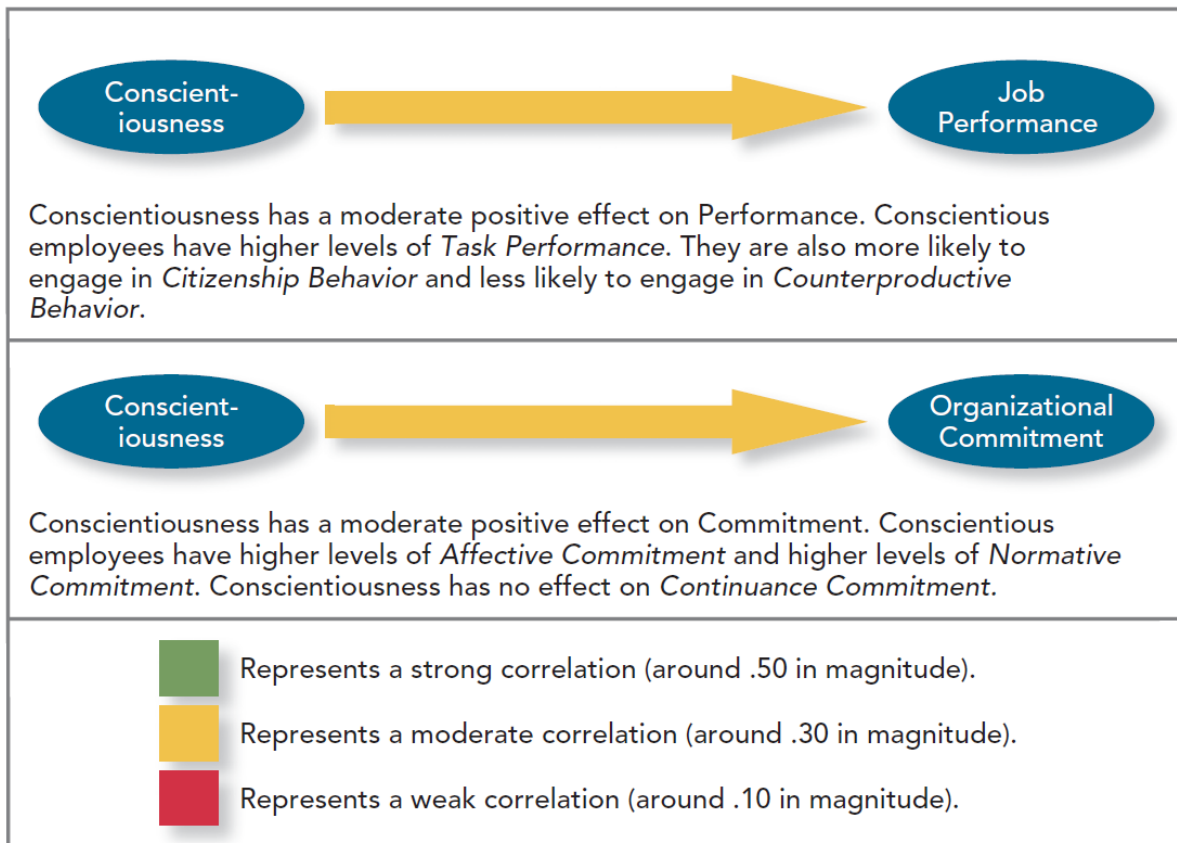 Conscient-
iousness
Job
Performance
Conscientiousness has a moderate positive effect on Performance. Conscientious
employees have higher levels of Task Performance. They are also more likely to
engage in Citizenship Behavior and less likely to engage in Counterproductive
Behavior.
Conscient-
iousness
Organizational
Commitment
Conscientiousness has a moderate positive effect on Commitment. Conscientious
employees have higher levels of Affective Commitment and higher levels of Normative
Commitment. Conscientiousness has no effect on Continuance Commitment.
Represents a strong correlation (around .50 in magnitude).
Represents a moderate correlation (around .30 in magnitude).
Represents a weak correlation (around .10 in magnitude).